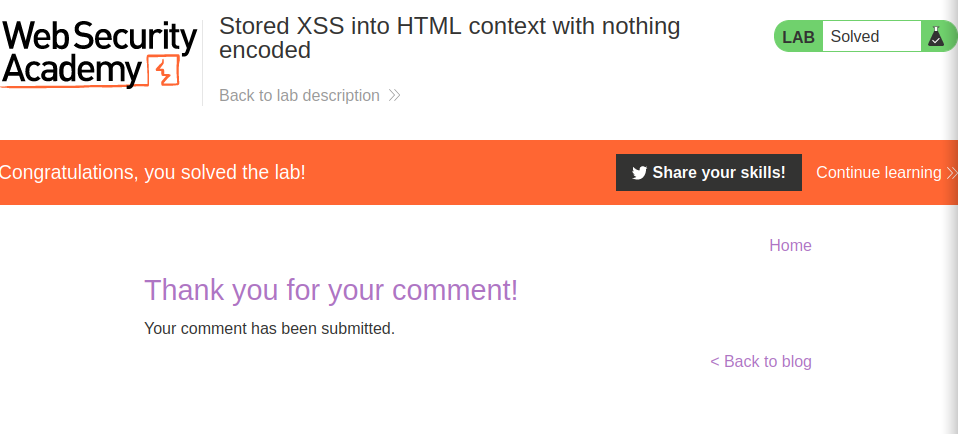 Web Security
Academy
Stored XSS into HTML context with nothing
encoded
Back to lab description
LAB Solved
Congratulations, you solved the lab!
Share your skills!
Continue learning
Home
Thank you for your comment!
Your comment has been submitted.
< Back to blog